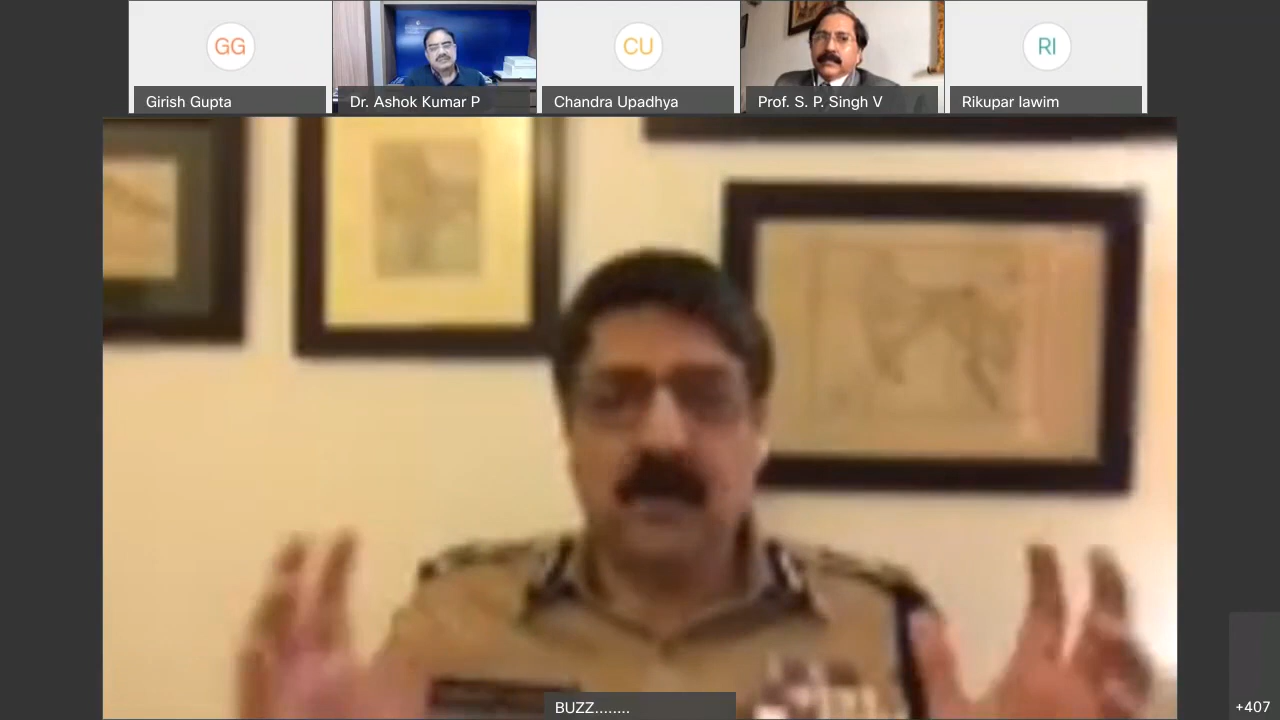 GG
CU
RI
Girish Gupta
Dr. Ashok Kumar P
Chandra Upadhya
Prof. S. P. Singh V
Rikupar lawim
BUZZ........
+407